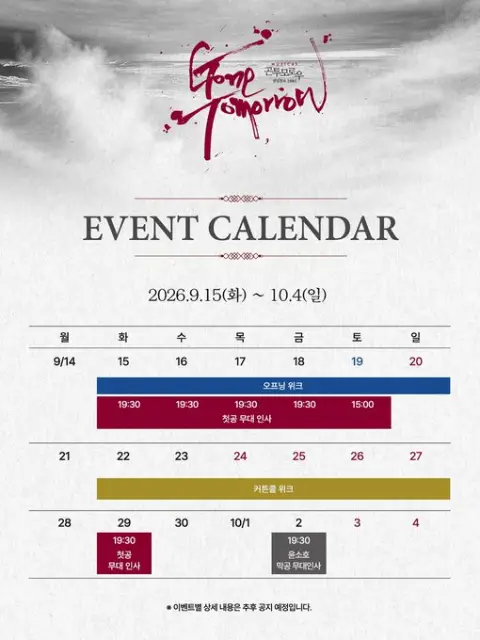 Gone
MUSICAL
곤투모로우
Tomorrow
EVENT CALENDAR
2026.9.15(화) ~ 10.4(일)
월 화 수 목 금 토 일
9/14 15 16 17 18 19 20
오프닝 위크
19:30 19:30 19:30 19:30 15:00
첫공 무대 인사
21 22 23 24 25 26 27
커튼콜 위크
28 29 30 10/1 2 3 4
19:30 19:30
첫공 윤소호
무대 인사 막공 무대인사
※ 이벤트별 상세 내용은 추후 공지 예정입니다.